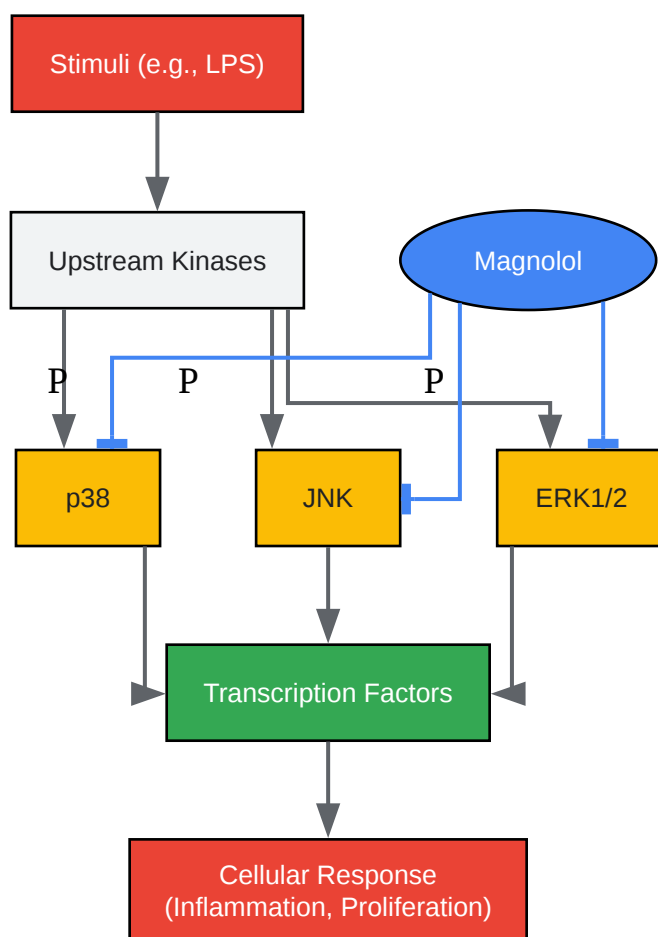 Stimuli (e.g., LPS)
Upstream Kinases
Magnolol
P
P
P
p38
JNK
ERK1/2
Transcription Factors
Cellular Response
(Inflammation, Proliferation)